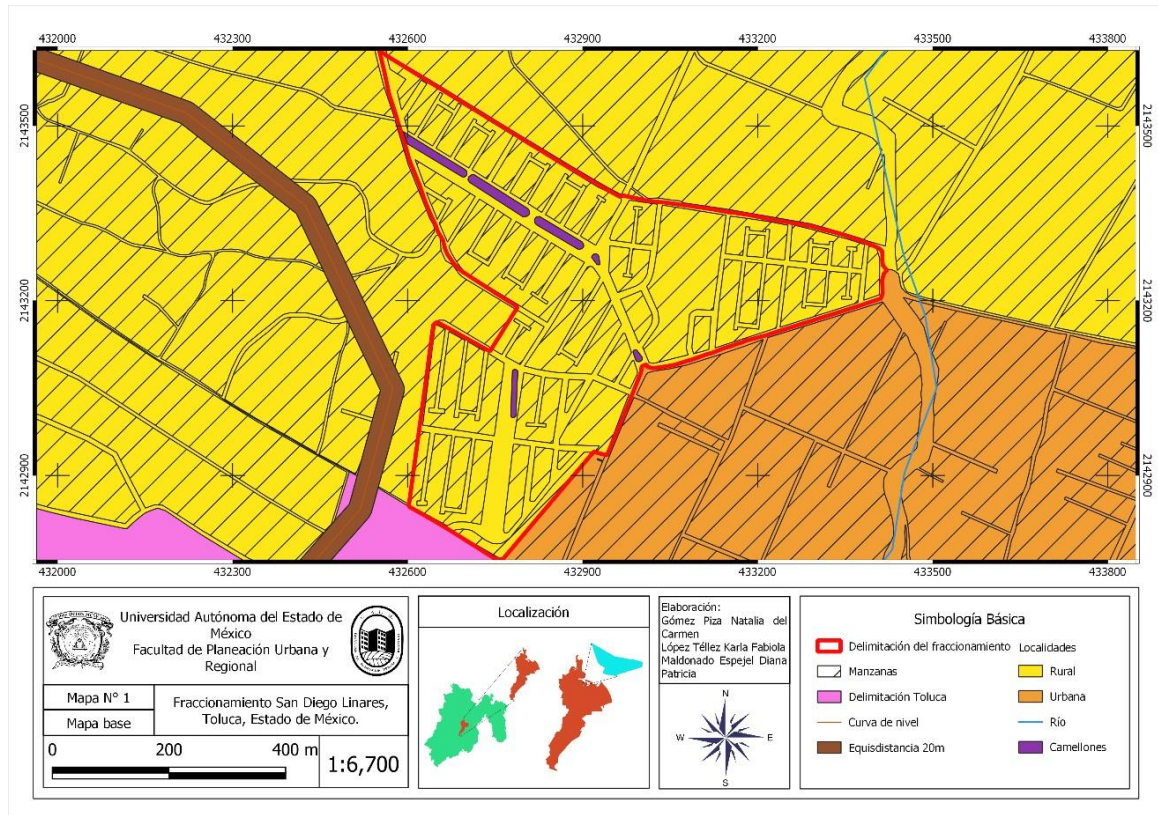 432000 432300 432600 432900 433200 433500 433800
2143500 2143500
2143200 2143200
2142900 2142900
432000 432300 432600 432900 433200 433500 433800
Universidad Autónoma del Estado de
México
Facultad de Planeación Urbana y
Regional
Mapa N° 1
Mapa base
Fraccionamiento San Diego Linares,
Toluca, Estado de México.
0 200 400 m
1:6,700
Localización
Elaboración:
Gómez Piza Natalia del
Carmen
López Téllez Karla Fabiola
Maldonado Espejel Diana
Patricia
N
W E
S
Simbología Básica
Delimitación del fraccionamiento
Manzanas
Delimitación Toluca
Curva de nivel
Equisdistancia 20m
Localidades
Rural
Urbana
Río
Camellones